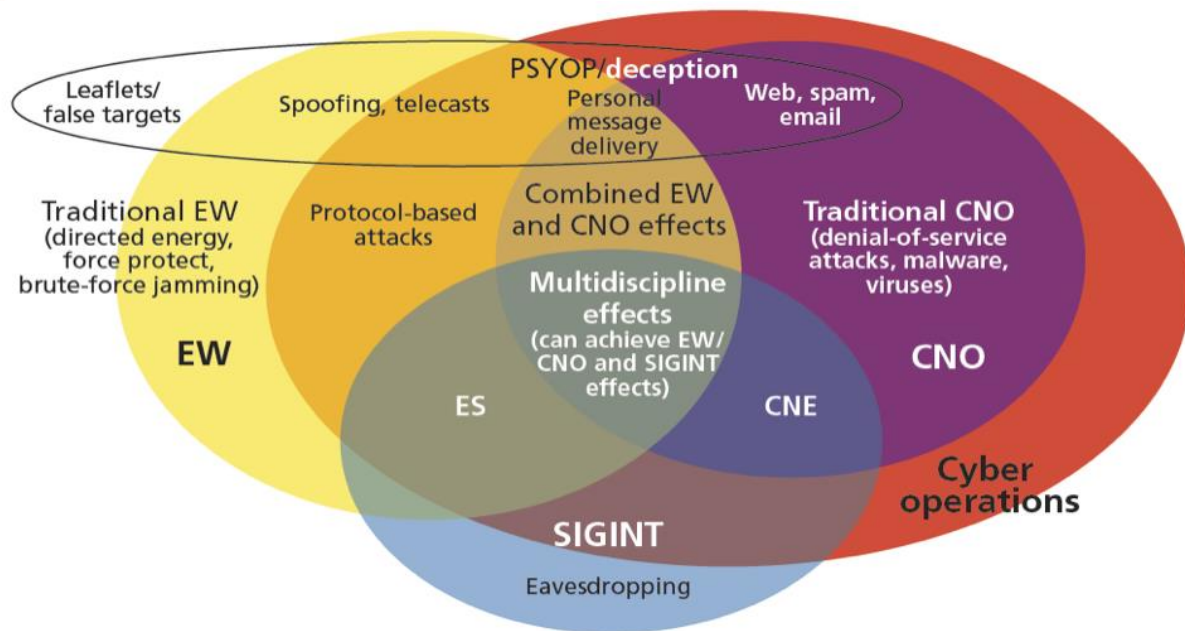 Leaflets/
false targets
Spoofing, telecasts
PSYOP/deception
Personal
message
delivery
Web, spam,
email
Traditional EW
(directed energy,
force protect,
brute-force jamming)
EW
Protocol-based
attacks
Combined EW
and CNO effects
Traditional CNO
(denial-of-service
attacks, malware,
viruses)
CNO
Multidiscipline
effects
(can achieve EW/
CNO and SIGINT
effects)
ES
CNE
Cyber
operations
SIGINT
Eavesdropping